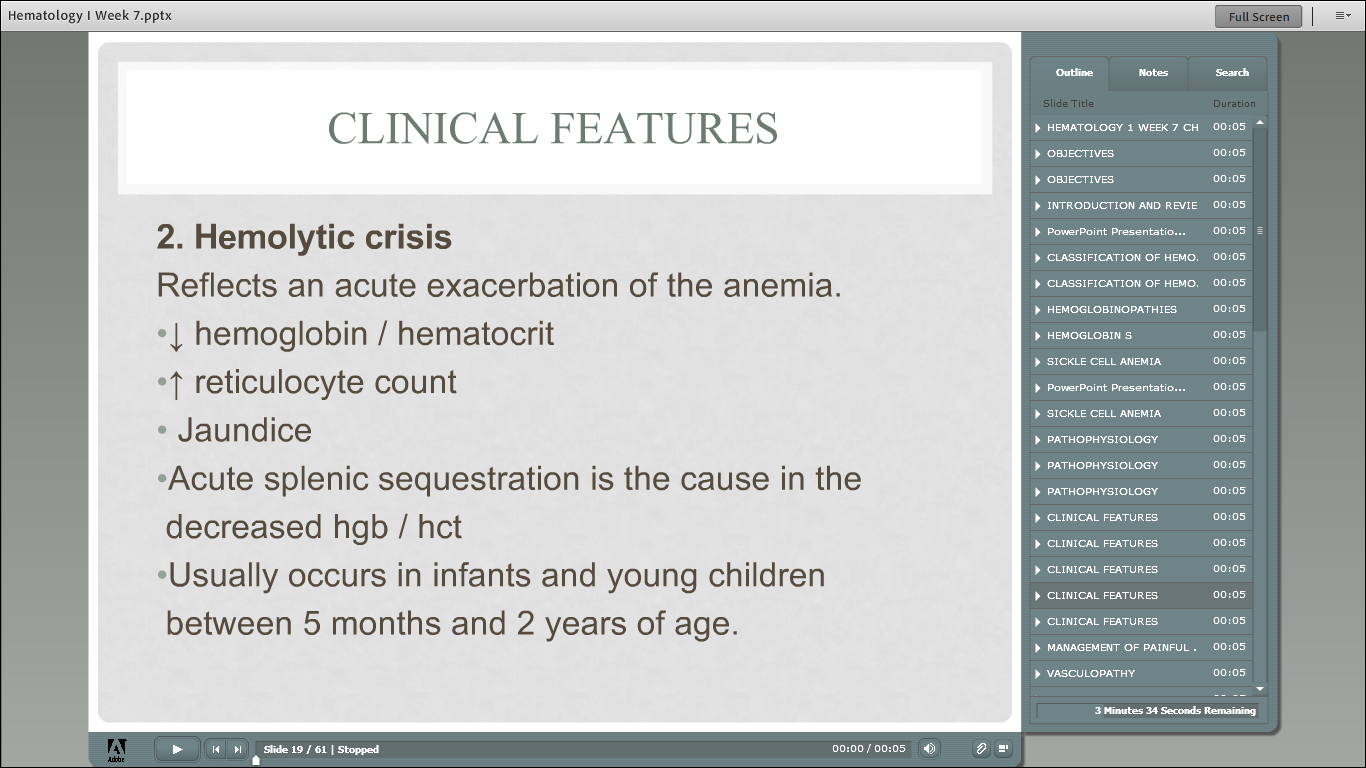 Hematology I Week 7.pptx
Full Screen
CLINICAL FEATURES
2. Hemolytic crisis
Reflects an acute exacerbation of the anemia.
•↓ hemoglobin / hematocrit
•↑ reticulocyte count
• Jaundice
•Acute splenic sequestration is the cause in the
decreased hgb / hct
•Usually occurs in infants and young children
between 5 months and 2 years of age.
Outline Notes Search
Slide Title Duration
HEMATOLOGY 1 WEEK 7 CH 00:05
OBJECTIVES 00:05
OBJECTIVES 00:05
INTRODUCTION AND REVIE 00:05
PowerPoint Presentatio... 00:05
CLASSIFICATION OF HEMO. 00:05
CLASSIFICATION OF HEMO. 00:05
HEMOGLOBINOPATHIES 00:05
HEMOGLOBIN S 00:05
SICKLE CELL ANEMIA 00:05
PowerPoint Presentatio... 00:05
SICKLE CELL ANEMIA 00:05
PATHOPHYSIOLOGY 00:05
PATHOPHYSIOLOGY 00:05
PATHOPHYSIOLOGY 00:05
CLINICAL FEATURES 00:05
CLINICAL FEATURES 00:05
CLINICAL FEATURES 00:05
CLINICAL FEATURES 00:05
CLINICAL FEATURES 00:05
MANAGEMENT OF PAINFUL . 00:05
VASCULOPATHY 00:05
3 Minutes 34 Seconds Remaining
Adobe
Slide 19 / 61 | Stopped
00:00 / 00:05